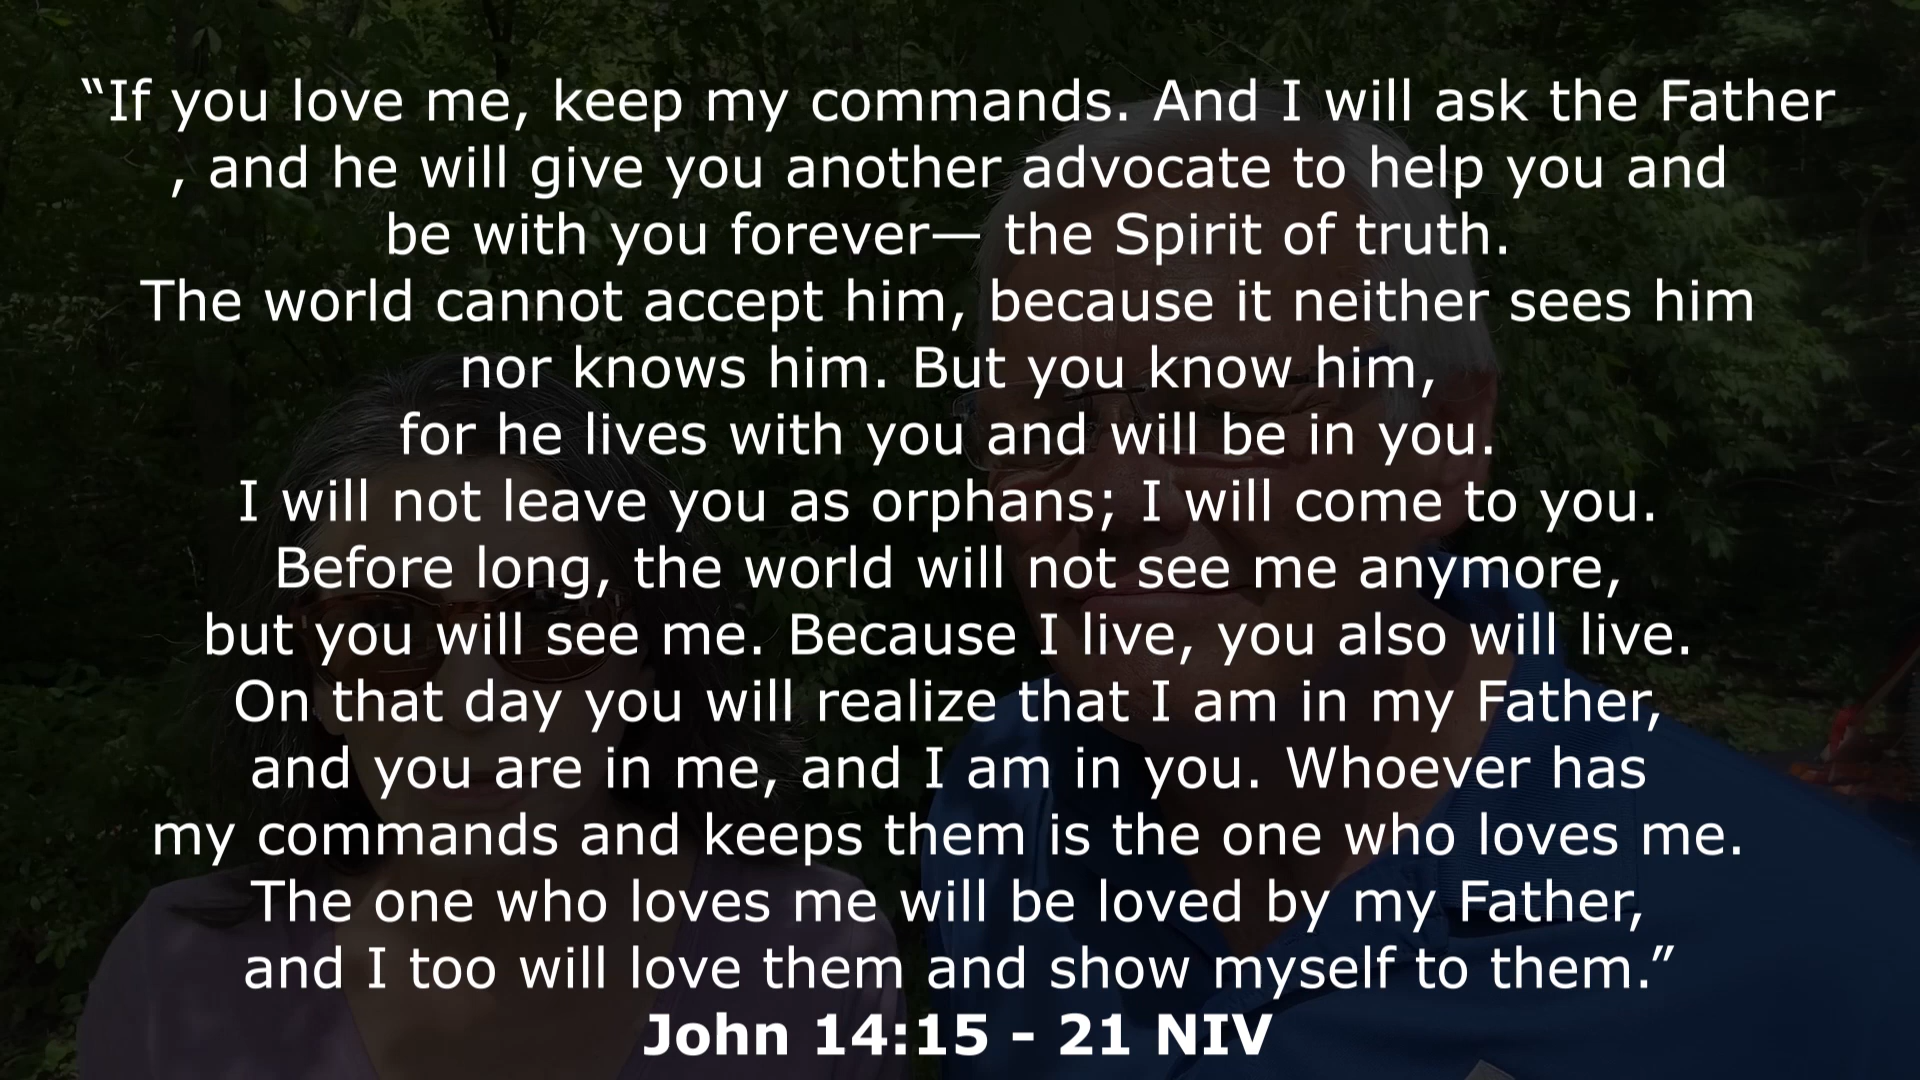 “If you love me, keep my commands. And I will ask the Father
, and he will give you another advocate to help you and
be with you forever— the Spirit of truth.
The world cannot accept him, because it neither sees him
nor knows him. But you know him,
for he lives with you and will be in you.
I will not leave you as orphans; I will come to you.
Before long, the world will not see me anymore,
but you will see me. Because I live, you also will live.
On that day you will realize that I am in my Father,
and you are in me, and I am in you. Whoever has
my commands and keeps them is the one who loves me.
The one who loves me will be loved by my Father,
and I too will love them and show myself to them.”
John 14:15 - 21 NIV